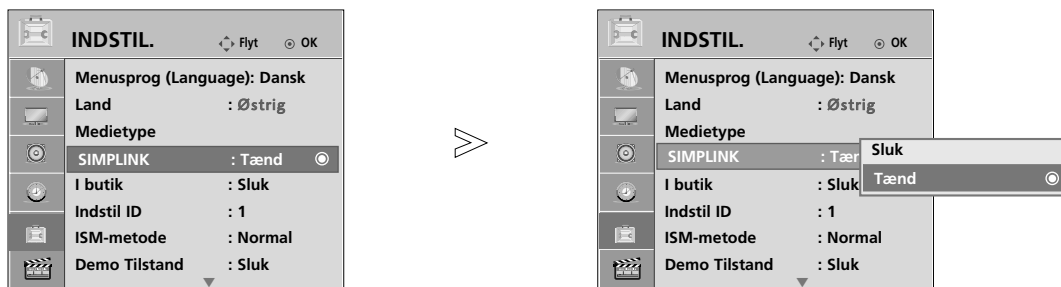 INDSTIL. Flyt OK
Menusprog (Language): Dansk
Land : Østrig
Medietype
SIMPLINK : Tænd
I butik : Sluk
Indstil ID : 1
ISM-metode : Normal
Demo Tilstand : Sluk
>
INDSTIL. Flyt OK
Menusprog (Language): Dansk
Land : Østrig
Medietype
SIMPLINK :
Sluk
Tænd
I butik : Sluk
Indstil ID : 1
ISM-metode : Normal
Demo Tilstand : Sluk